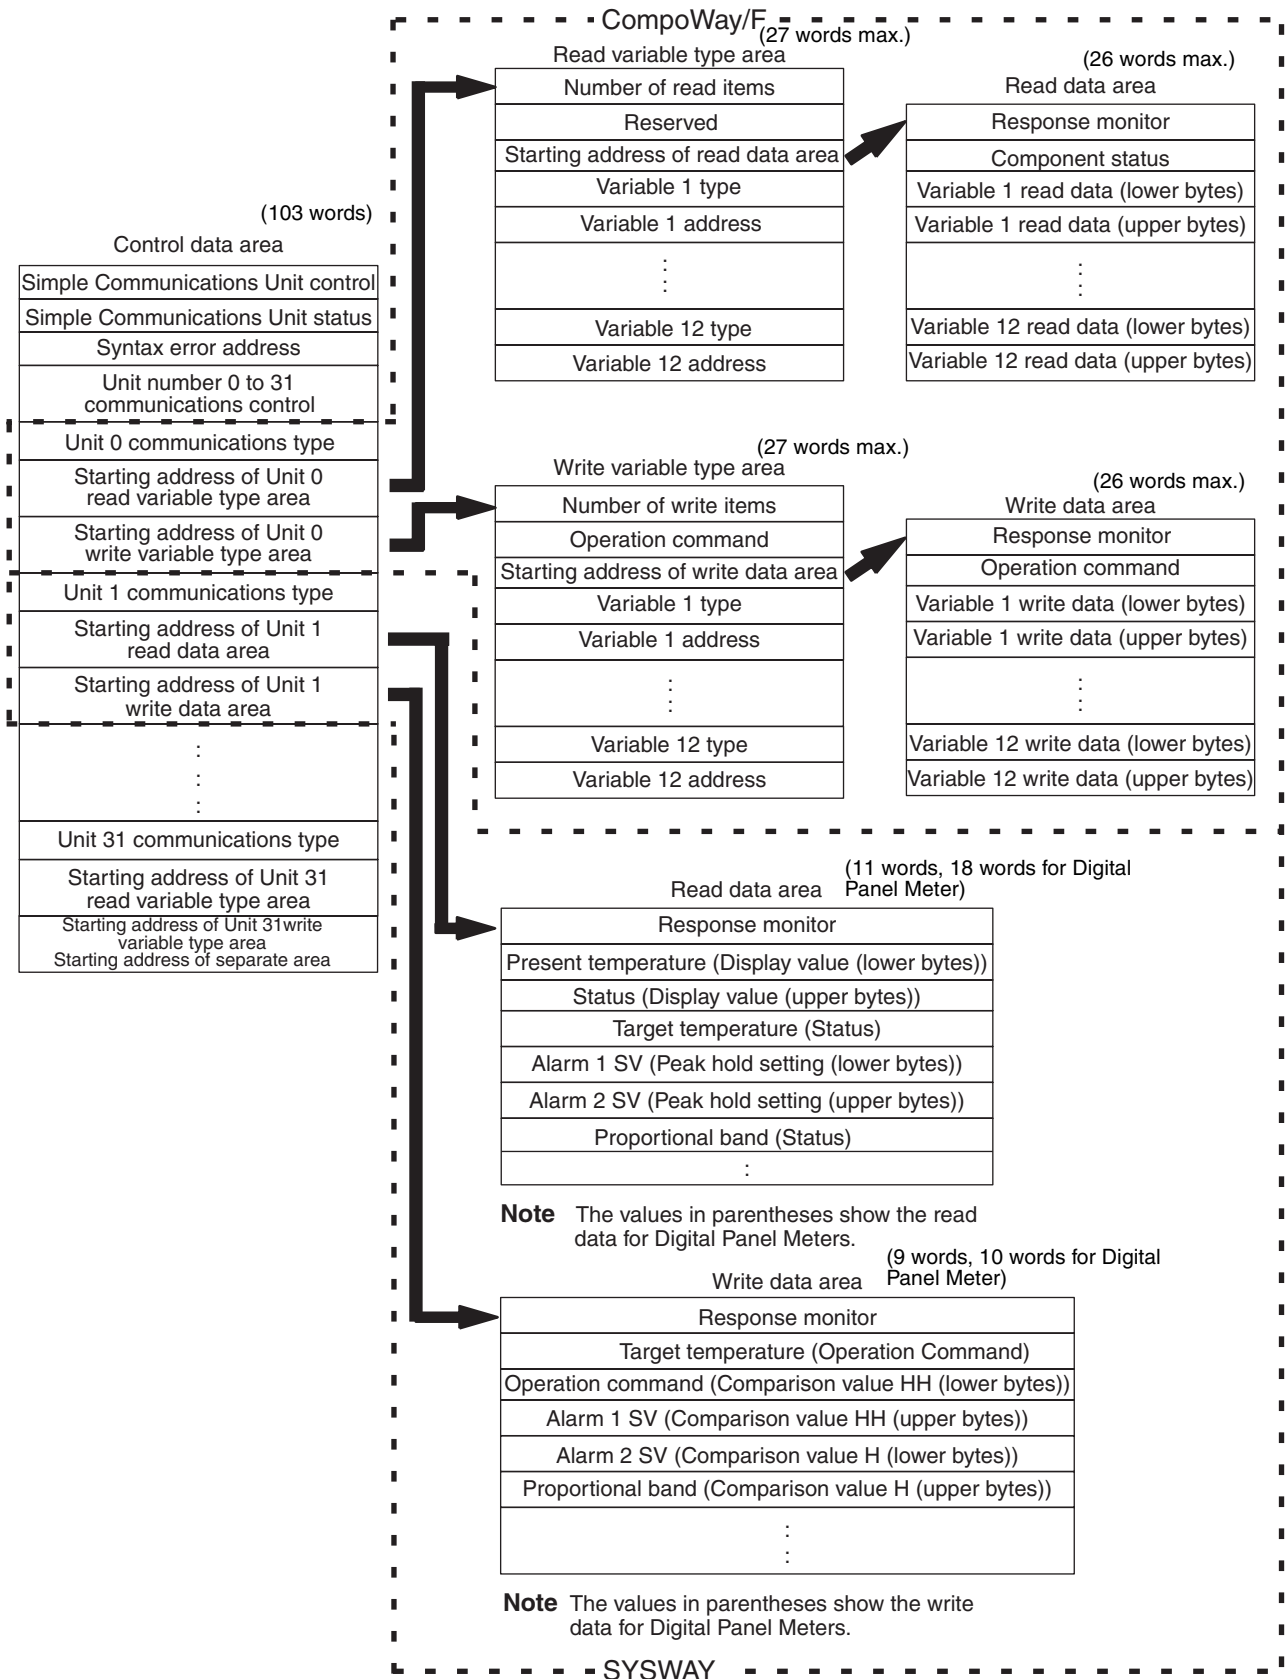 CompoWay/F
(27 words max.)
Read variable type area
Number of read items
Reserved
Starting address of read data area
Variable 1 type
Variable 1 address
:
:
Variable 12 type
Variable 12 address
(26 words max.)
Read data area
Response monitor
Component status
Variable 1 read data (lower bytes)
Variable 1 read data (upper bytes)
:
:
Variable 12 read data (lower bytes)
Variable 12 read data (upper bytes)
(103 words)
Control data area
Simple Communications Unit control
Simple Communications Unit status
Syntax error address
Unit number 0 to 31
communications control
Unit 0 communications type
Starting address of Unit 0
read variable type area
Starting address of Unit 0
write variable type area
Unit 1 communications type
Starting address of Unit 1
read data area
Starting address of Unit 1
write data area
:
:
:
Unit 31 communications type
Starting address of Unit 31
read variable type area
Starting address of Unit 31write
variable type area
Starting address of separate area
(27 words max.)
Write variable type area
Number of write items
Operation command
Starting address of write data area
Variable 1 type
Variable 1 address
:
:
Variable 12 type
Variable 12 address
(26 words max.)
Write data area
Response monitor
Operation command
Variable 1 write data (lower bytes)
Variable 1 write data (upper bytes)
:
:
Variable 12 write data (lower bytes)
Variable 12 write data (upper bytes)
(11 words, 18 words for Digital
Panel Meter)
Read data area
Response monitor
Present temperature (Display value (lower bytes))
Status (Display value (upper bytes))
Target temperature (Status)
Alarm 1 SV (Peak hold setting (lower bytes))
Alarm 2 SV (Peak hold setting (upper bytes))
Proportional band (Status)
:
Note The values in parentheses show the read
data for Digital Panel Meters.
(9 words, 10 words for Digital
Panel Meter)
Write data area
Response monitor
Target temperature (Operation Command)
Operation command (Comparison value HH (lower bytes))
Alarm 1 SV (Comparison value HH (upper bytes))
Alarm 2 SV (Comparison value H (lower bytes))
Proportional band (Comparison value H (upper bytes))
:
:
Note The values in parentheses show the write
data for Digital Panel Meters.
SYSWAY